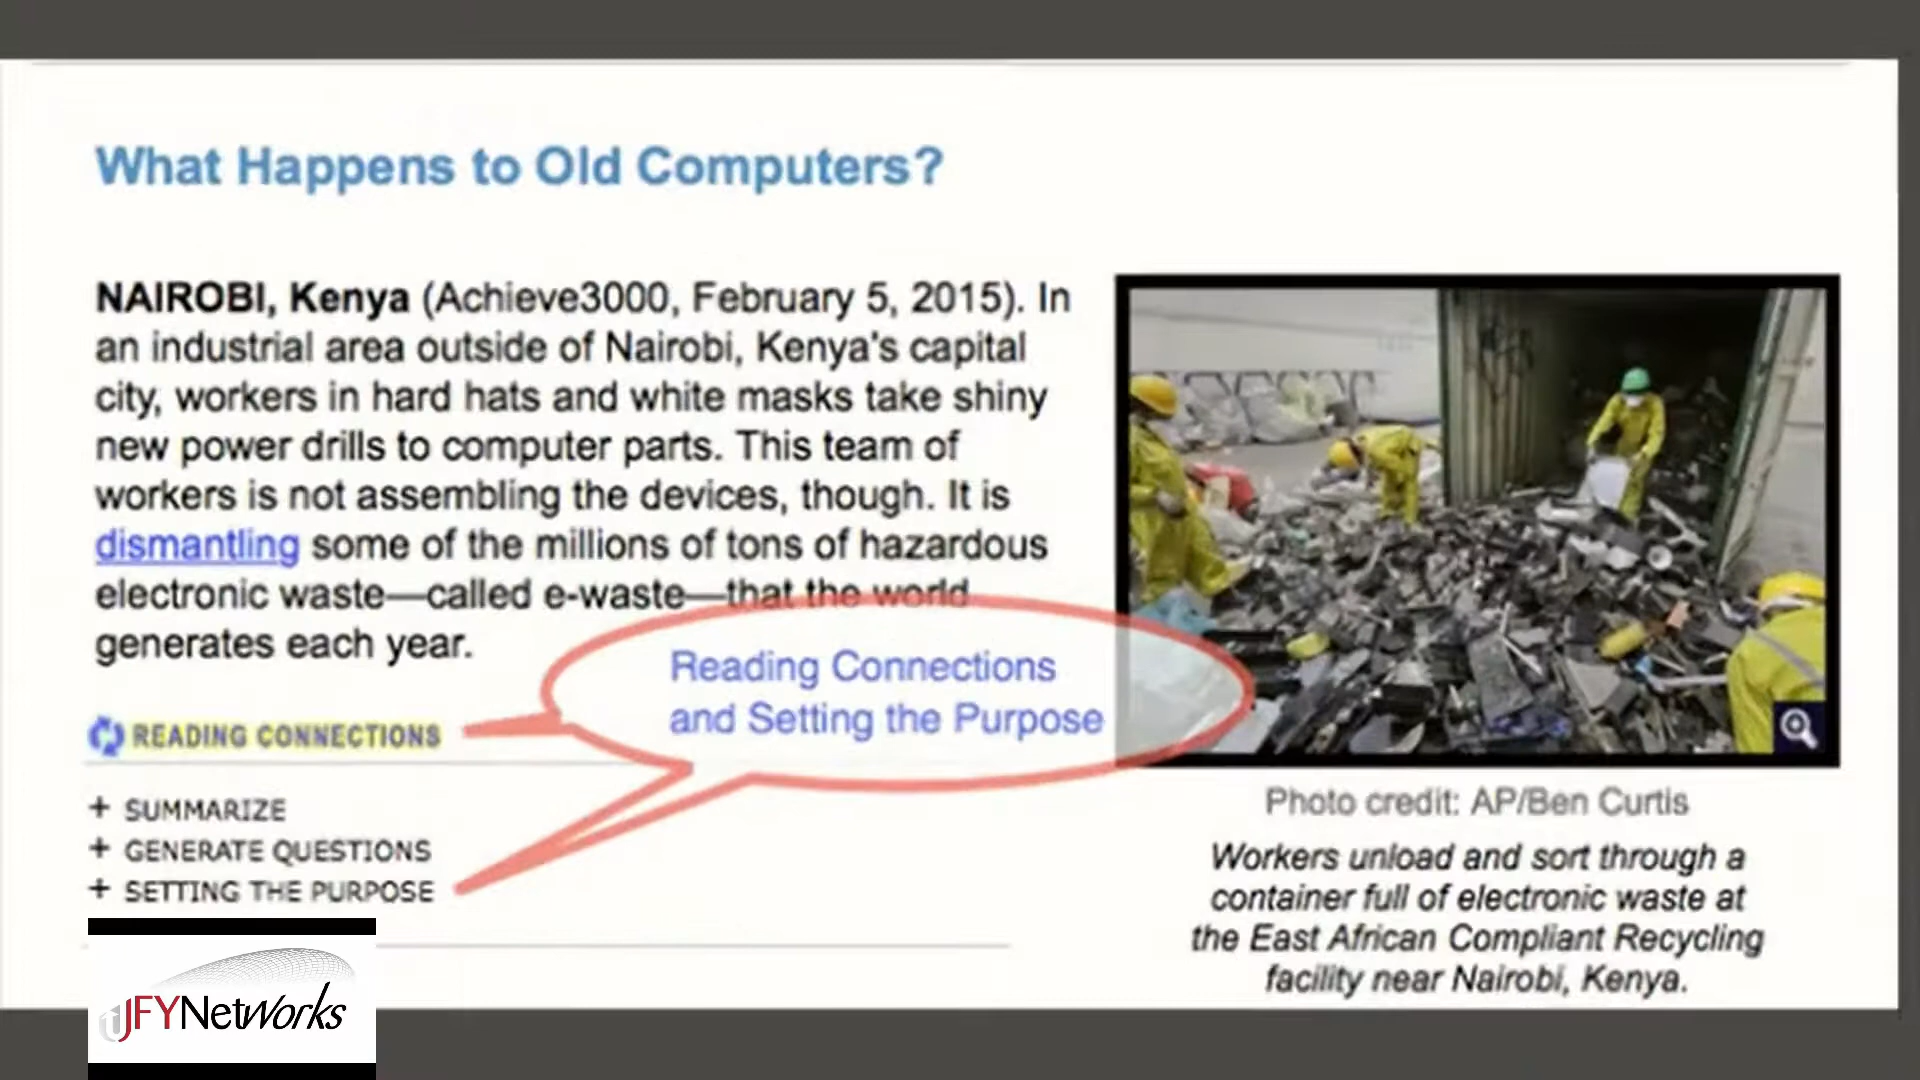 What Happens to Old Computers?
NAIROBI, Kenya (Achieve3000, February 5, 2015). In
an industrial area outside of Nairobi, Kenya's capital
city, workers in hard hats and white masks take shiny
new power drills to computer parts. This team of
workers is not assembling the devices, though. It is
dismantling some of the millions of tons of hazardous
electronic waste—called e-waste—that the world
generates each year.
Reading Connections
and Setting the Purpose
READING CONNECTIONS
+ SUMMARIZE
+ GENERATE QUESTIONS
+ SETTING THE PURPOSE
Photo credit: AP/Ben Curtis
Workers unload and sort through a
container full of electronic waste at
the East African Compliant Recycling
facility near Nairobi, Kenya.
JFYNetWorks